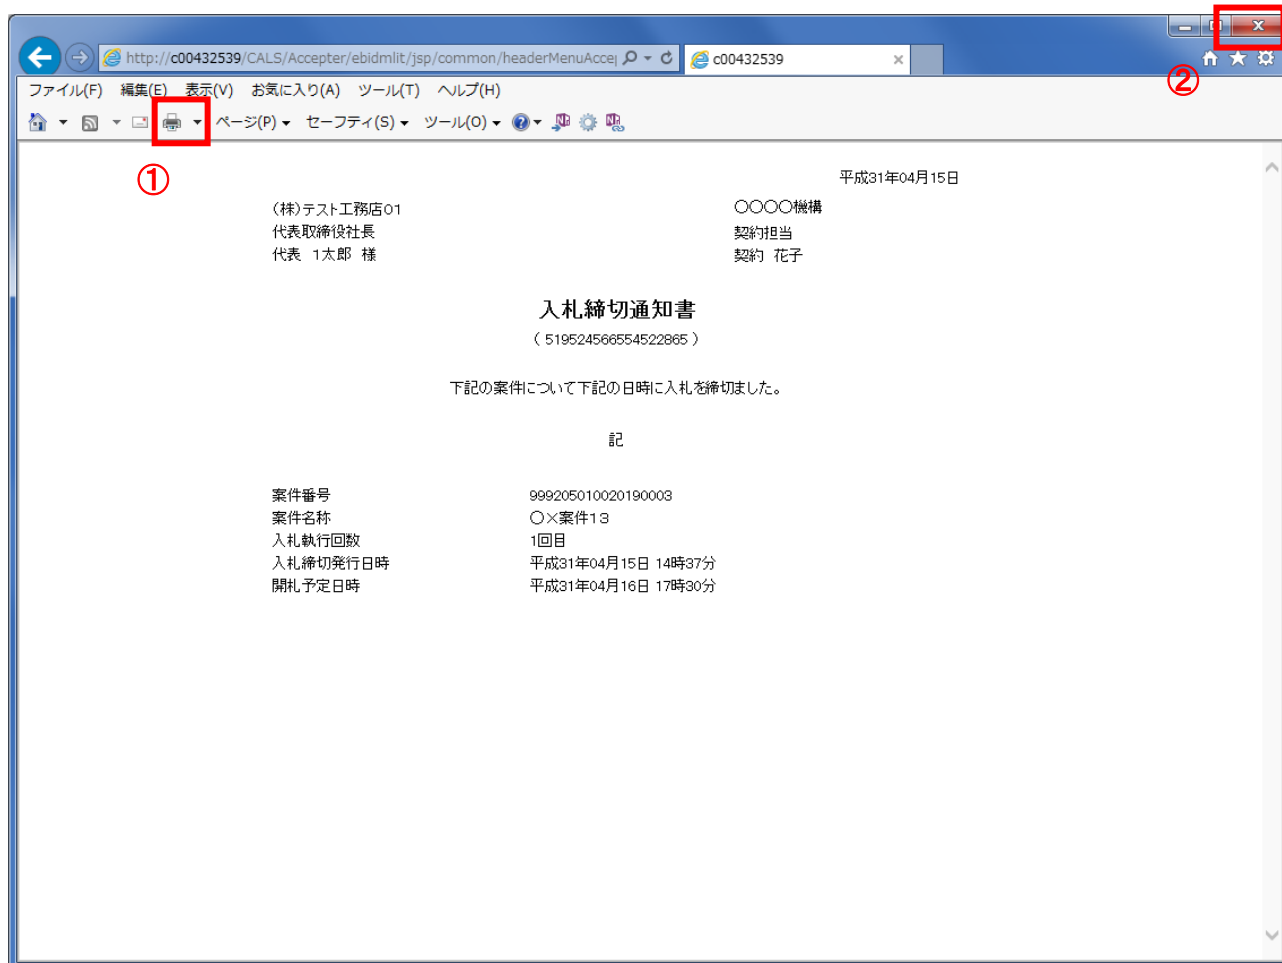 ②
http://c00432539/CALS/Accepter/ebidmlit/jsp/common/headerMenuAccep
c00432539
ファイル(F) 編集(E) 表示(V) お気に入り(A) ツール(T) ヘルプ(H)
ページ(P) セーフティ(S) ツール(O)
①
平成31年04月15日
(株)テスト工務店01
代表取締役社長
代表 1太郎 様
〇〇〇〇機構
契約担当
契約 花子
入札締切通知書
( 519524566554522865 )
下記の案件について下記の日時に入札を締切ました。
記
案件番号 999205010020190003
案件名称 〇×案件13
入札執行回数 1回目
入札締切発行日時 平成31年04月15日 14時37分
開札予定日時 平成31年04月16日 17時30分